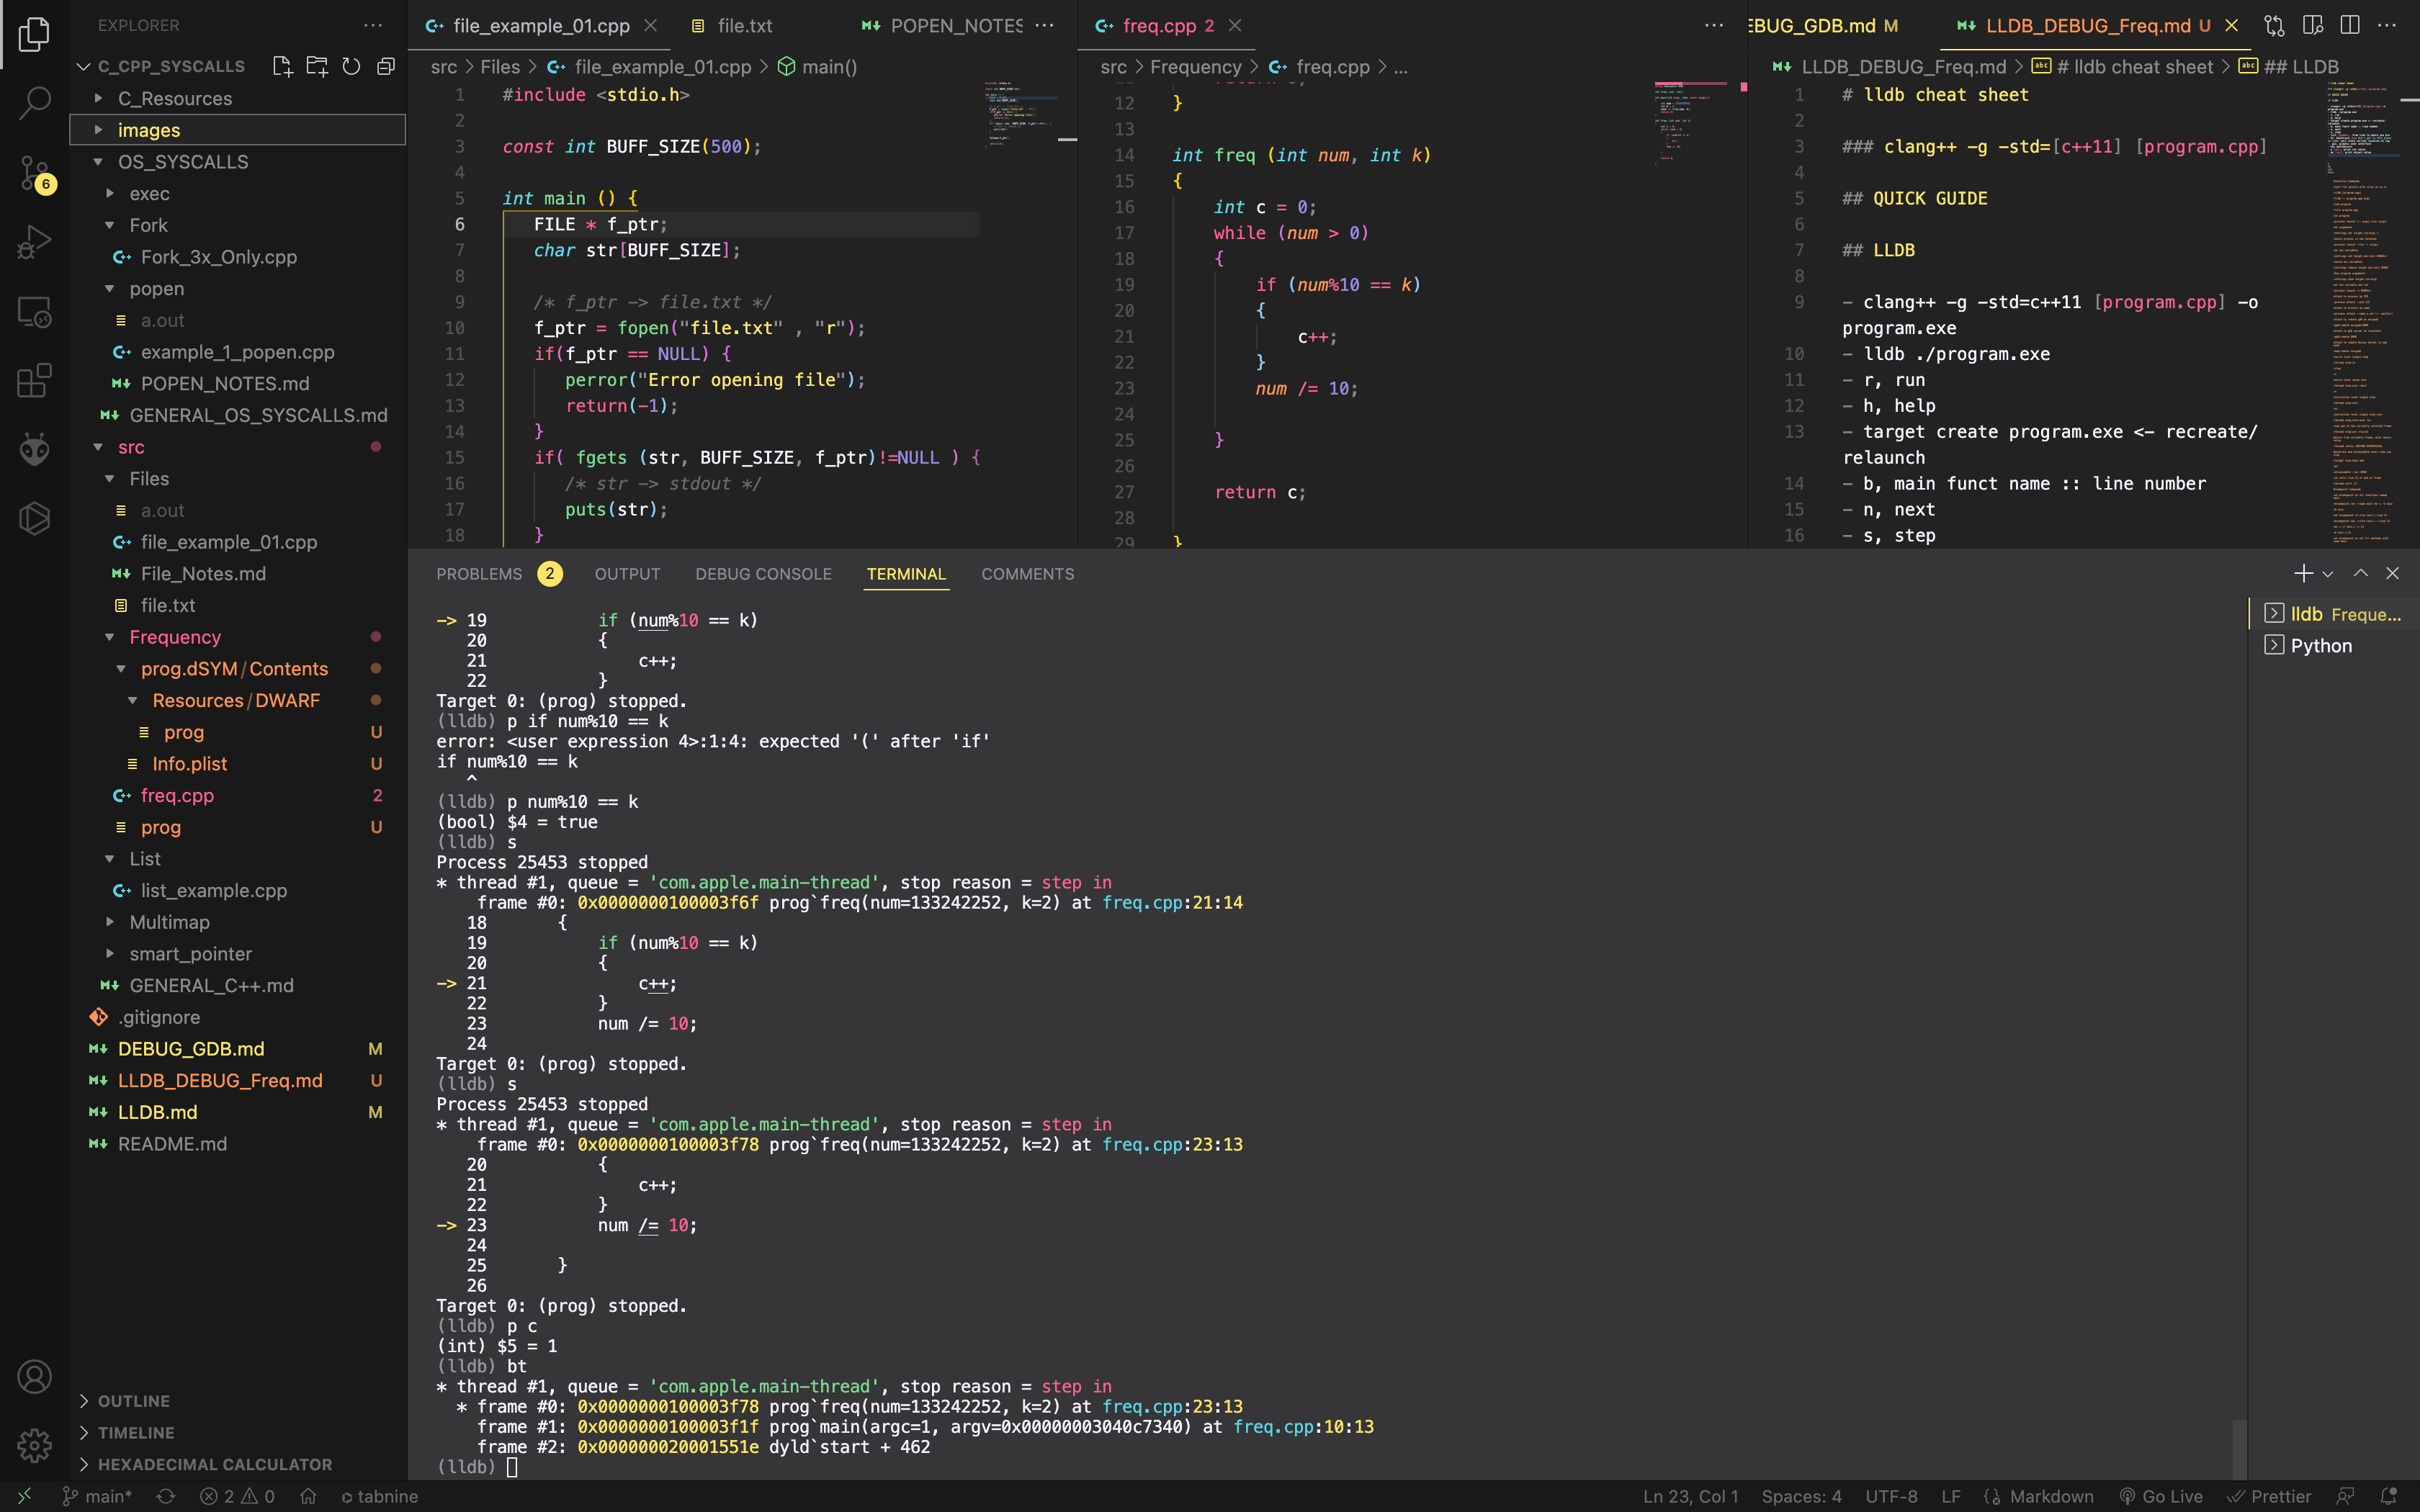 EXPLORER
C_CPP_SYSCALLS
C_Resources
images
OS_SYSCALLS
exec
Fork
Fork_3x_Only.cpp
popen
a.out
example_1_popen.cpp
POPEN_NOTES.md
GENERAL_OS_SYSCALLS.md
src
Files
a.out
file_example_01.cpp
File_Notes.md
file.txt
Frequency
prog.dSYM/Contents
Resources/DWARF
prog U
Info.plist U
freq.cpp 2
prog U
List
list_example.cpp
Multimap
smart_pointer
GENERAL_C++.md
.gitignore
DEBUG_GDB.md M
LLDB_DEBUG_Freq.md U
LLDB.md M
README.md
OUTLINE
TIMELINE
HEXADECIMAL CALCULATOR
6
file_example_01.cpp
file.txt
POPEN_NOTES
src > Files > file_example_01.cpp > main()
1 #include <stdio.h>
2
3 const int BUFF_SIZE(500);
4
5 int main () {
6 FILE * f_ptr;
7 char str[BUFF_SIZE];
8
9 /* f_ptr -> file.txt */
10 f_ptr = fopen("file.txt" , "r");
11 if(f_ptr == NULL) {
12 perror("Error opening file");
13 return(-1);
14 }
15 if( fgets (str, BUFF_SIZE, f_ptr)!=NULL ) {
16 /* str -> stdout */
17 puts(str);
18 }
freq.cpp 2
src > Frequency > freq.cpp > ...
12 }
13
14 int freq (int num, int k)
15 {
16 int c = 0;
17 while (num > 0)
18 {
19 if (num%10 == k)
20 {
21 c++;
22 }
23 num /= 10;
24
25 }
26
27 return c;
28
29 }
EBUG_GDB.md M
LLDB_DEBUG_Freq.md U
LLDB_DEBUG_Freq.md > # lldb cheat sheet > ## LLDB
1 # lldb cheat sheet
2
3 ### clang++ -g -std=[c++11] [program.cpp]
4
5 ## QUICK GUIDE
6
7 ## LLDB
8
9 - clang++ -g -std=c++11 [program.cpp] -o
program.exe
10 - lldb ./program.exe
11 - r, run
12 - h, help
13 - target create program.exe <- recreate/
relaunch
14 - b, main funct name :: line number
15 - n, next
16 - s, step
PROBLEMS 2 OUTPUT DEBUG CONSOLE TERMINAL COMMENTS
-> 19 if (num%10 == k)
20 {
21 c++;
22 }
Target 0: (prog) stopped.
(lldb) p if num%10 == k
error: <user expression 4>:1:4: expected '(' after 'if'
if num%10 == k
^
(lldb) p num%10 == k
(bool) $4 = true
(lldb) s
Process 25453 stopped
* thread #1, queue = 'com.apple.main-thread', stop reason = step in
frame #0: 0x0000000100003f6f prog`freq(num=133242252, k=2) at freq.cpp:21:14
18 {
19 if (num%10 == k)
20 {
-> 21 c++;
22 }
23 num /= 10;
24
Target 0: (prog) stopped.
(lldb) s
Process 25453 stopped
* thread #1, queue = 'com.apple.main-thread', stop reason = step in
frame #0: 0x0000000100003f78 prog`freq(num=133242252, k=2) at freq.cpp:23:13
20 {
21 c++;
22 }
-> 23 num /= 10;
24
25 }
26
Target 0: (prog) stopped.
(lldb) p c
(int) $5 = 1
(lldb) bt
* thread #1, queue = 'com.apple.main-thread', stop reason = step in
* frame #0: 0x0000000100003f78 prog`freq(num=133242252, k=2) at freq.cpp:23:13
frame #1: 0x0000000100003f1f prog`main(argc=1, argv=0x00000003040c7340) at freq.cpp:10:13
frame #2: 0x000000020001551e dyld`start + 462
(lldb)
lldb Freque...
Python
main* 2 0 tabnine
Ln 23, Col 1 Spaces: 4 UTF-8 LF Markdown Go Live Prettier